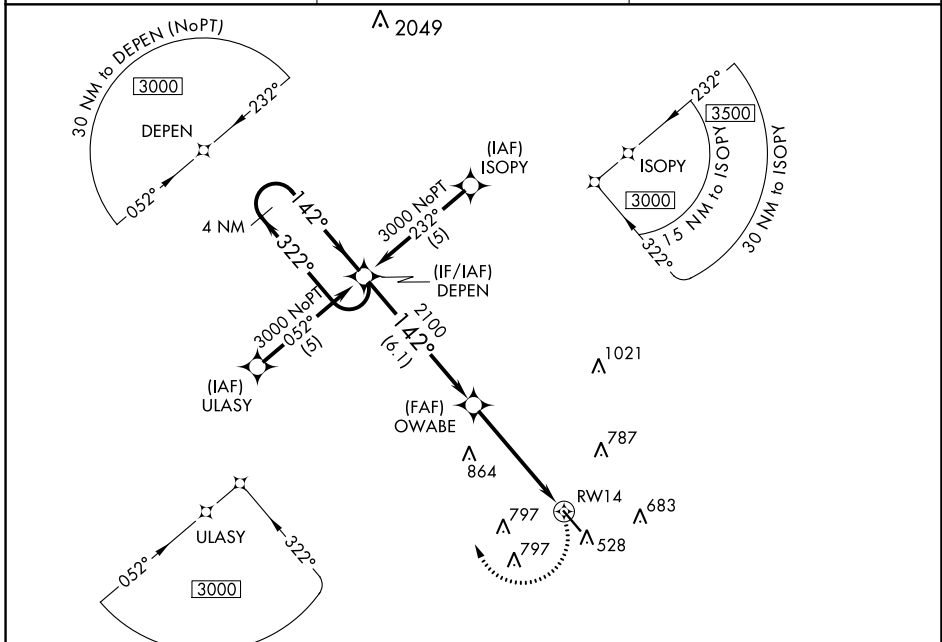 2049
30 NM to DEPEN (NoPT)
3000
232°
DEPEN
052°
232°
3500
ISOPY
3000
15 NM to ISOPY
30 NM to ISOPY
322°
(IAF)
ISOPY
3000 NoPT
232°
(5)
142°
4 NM
322°
(IF/IAF)
DEPEN
3000 NoPT
052°
(5)
2100
142°
(6.1)
(IAF)
ULASY
1021
(FAF)
OWABE
787
864
RW14
683
797
528
797
ULASY
052°
322°
3000